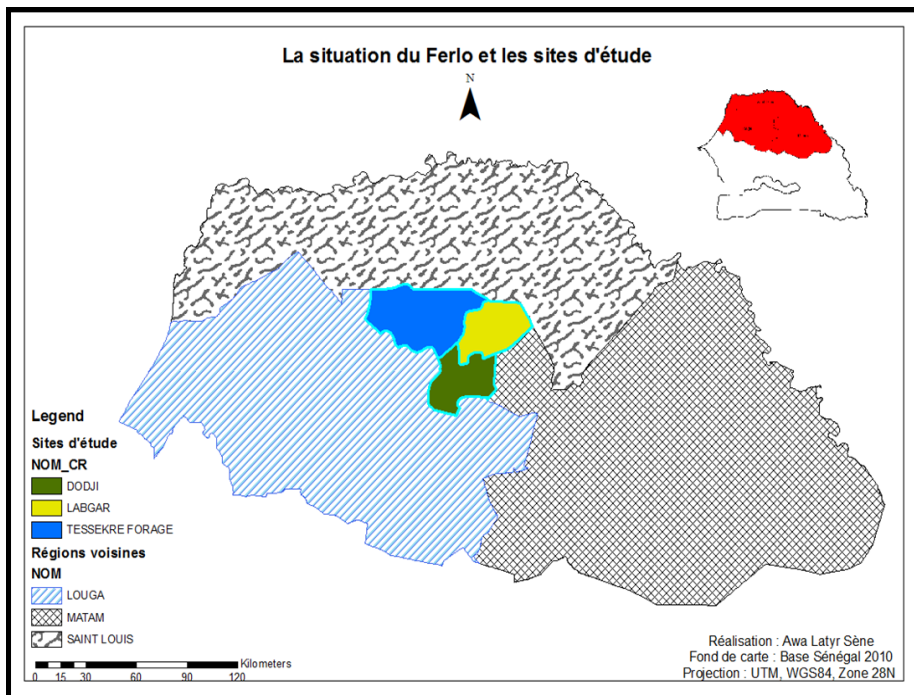 La situation du Ferlo et les sites d'étude
N
Legend
Sites d'étude
NOM_CR
DODJI
LABGAR
TESSEKRE FORAGE
Régions voisines
NOM
LOUGA
MATAM
SAINT LOUIS
Kilometers
0 15 30 60 90 120
Réalisation : Awa Latyr Sène
Fond de carte : Base Sénégal 2010
Projection : UTM, WGS84, Zone 28N